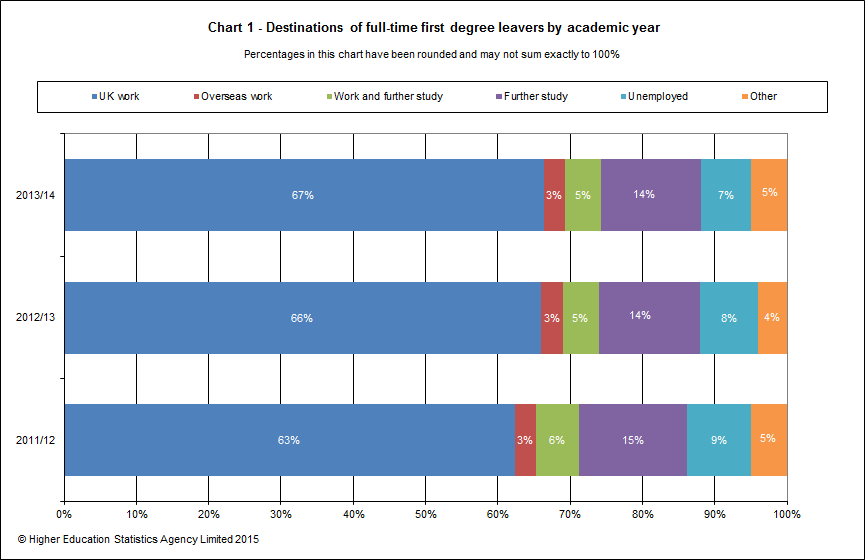 Chart 1 - Destinations of full-time first degree leavers by academic year
Percentages in this chart have been rounded and may not sum exactly to 100%
UK work Overseas work Work and further study Further study Unemployed Other
2013/14 67% 3% 5% 14% 7% 5%
2012/13 66% 3% 5% 14% 8% 4%
2011/12 63% 3% 6% 15% 9% 5%
0% 10% 20% 30% 40% 50% 60% 70% 80% 90% 100%
© Higher Education Statistics Agency Limited 2015